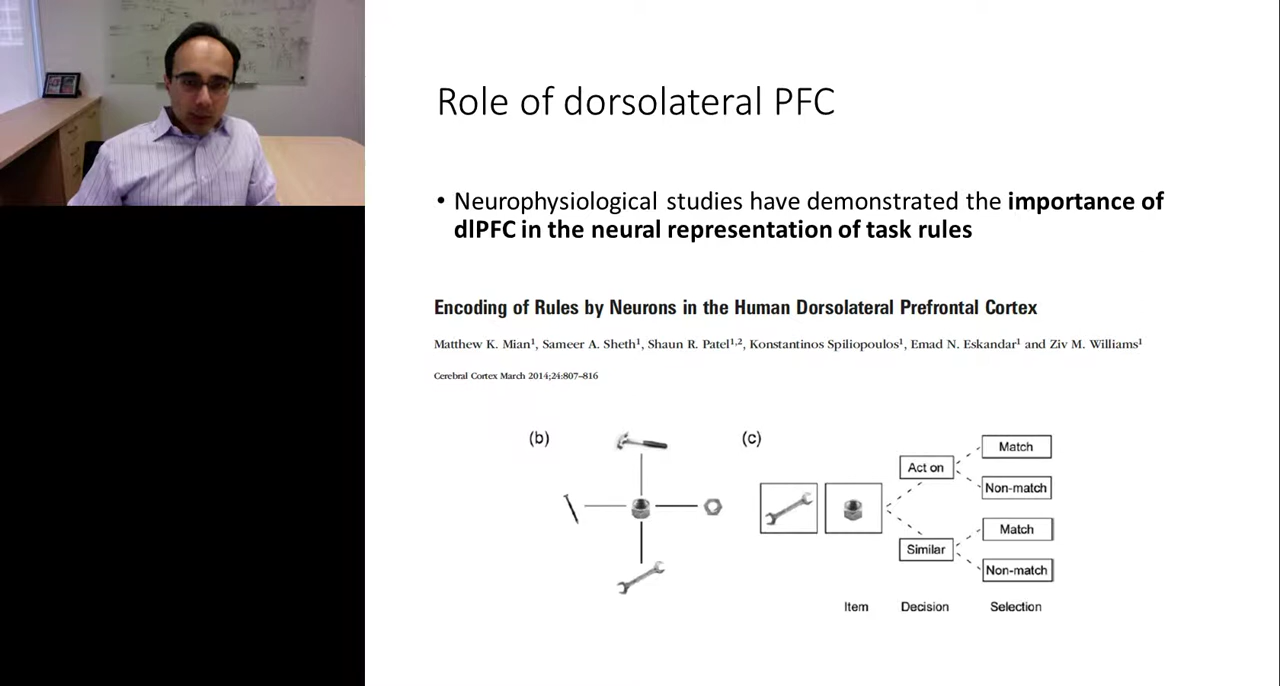 Role of dorsolateral PFC
• Neurophysiological studies have demonstrated the importance of
dlPFC in the neural representation of task rules
Encoding of Rules by Neurons in the Human Dorsolateral Prefrontal Cortex
Matthew K. Mian¹, Sameer A. Sheth¹, Shaun R. Patel¹,², Konstantinos Spiliopoulos¹, Emad N. Eskandar¹ and Ziv M. Williams¹
Cerebral Cortex March 2014;24:807–816
(b)
(c)
Act on
Match
Non-match
Similar
Match
Non-match
Item Decision Selection